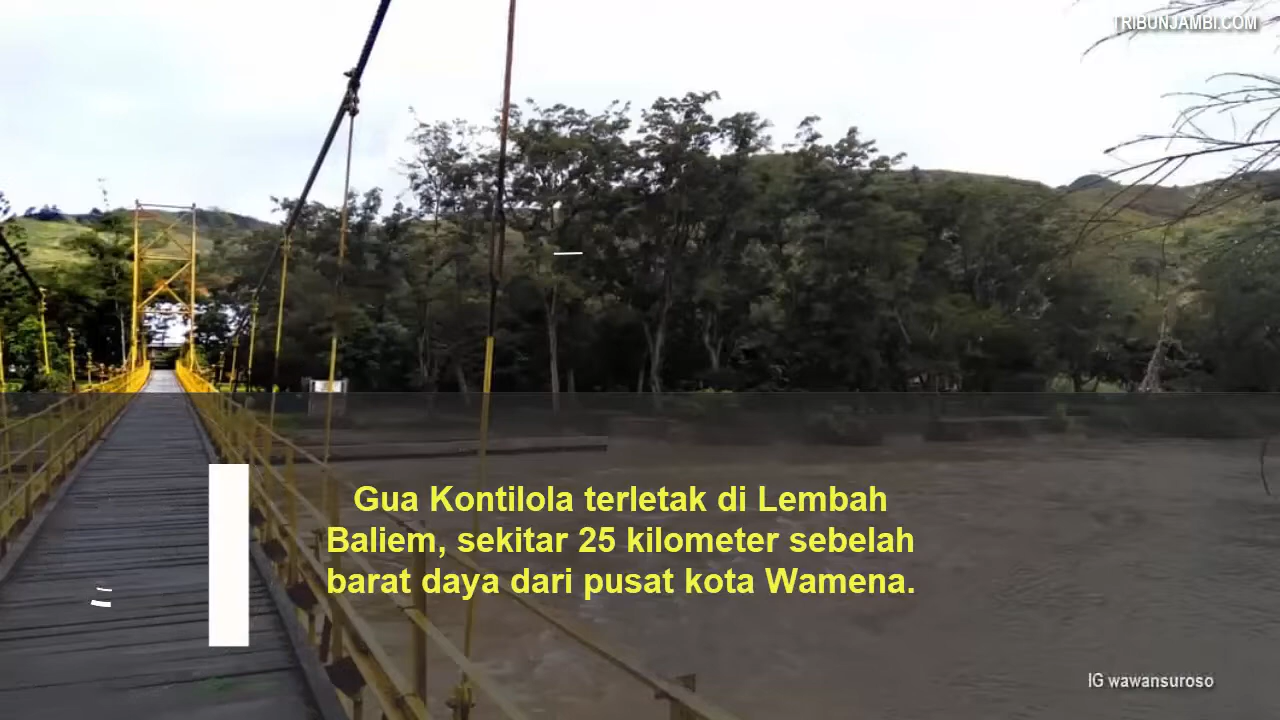 TRIBUNJAMBI.COM
Gua Kontilola terletak di Lembah
Baliem, sekitar 25 kilometer sebelah
barat daya dari pusat kota Wamena.
IG wawansuroso